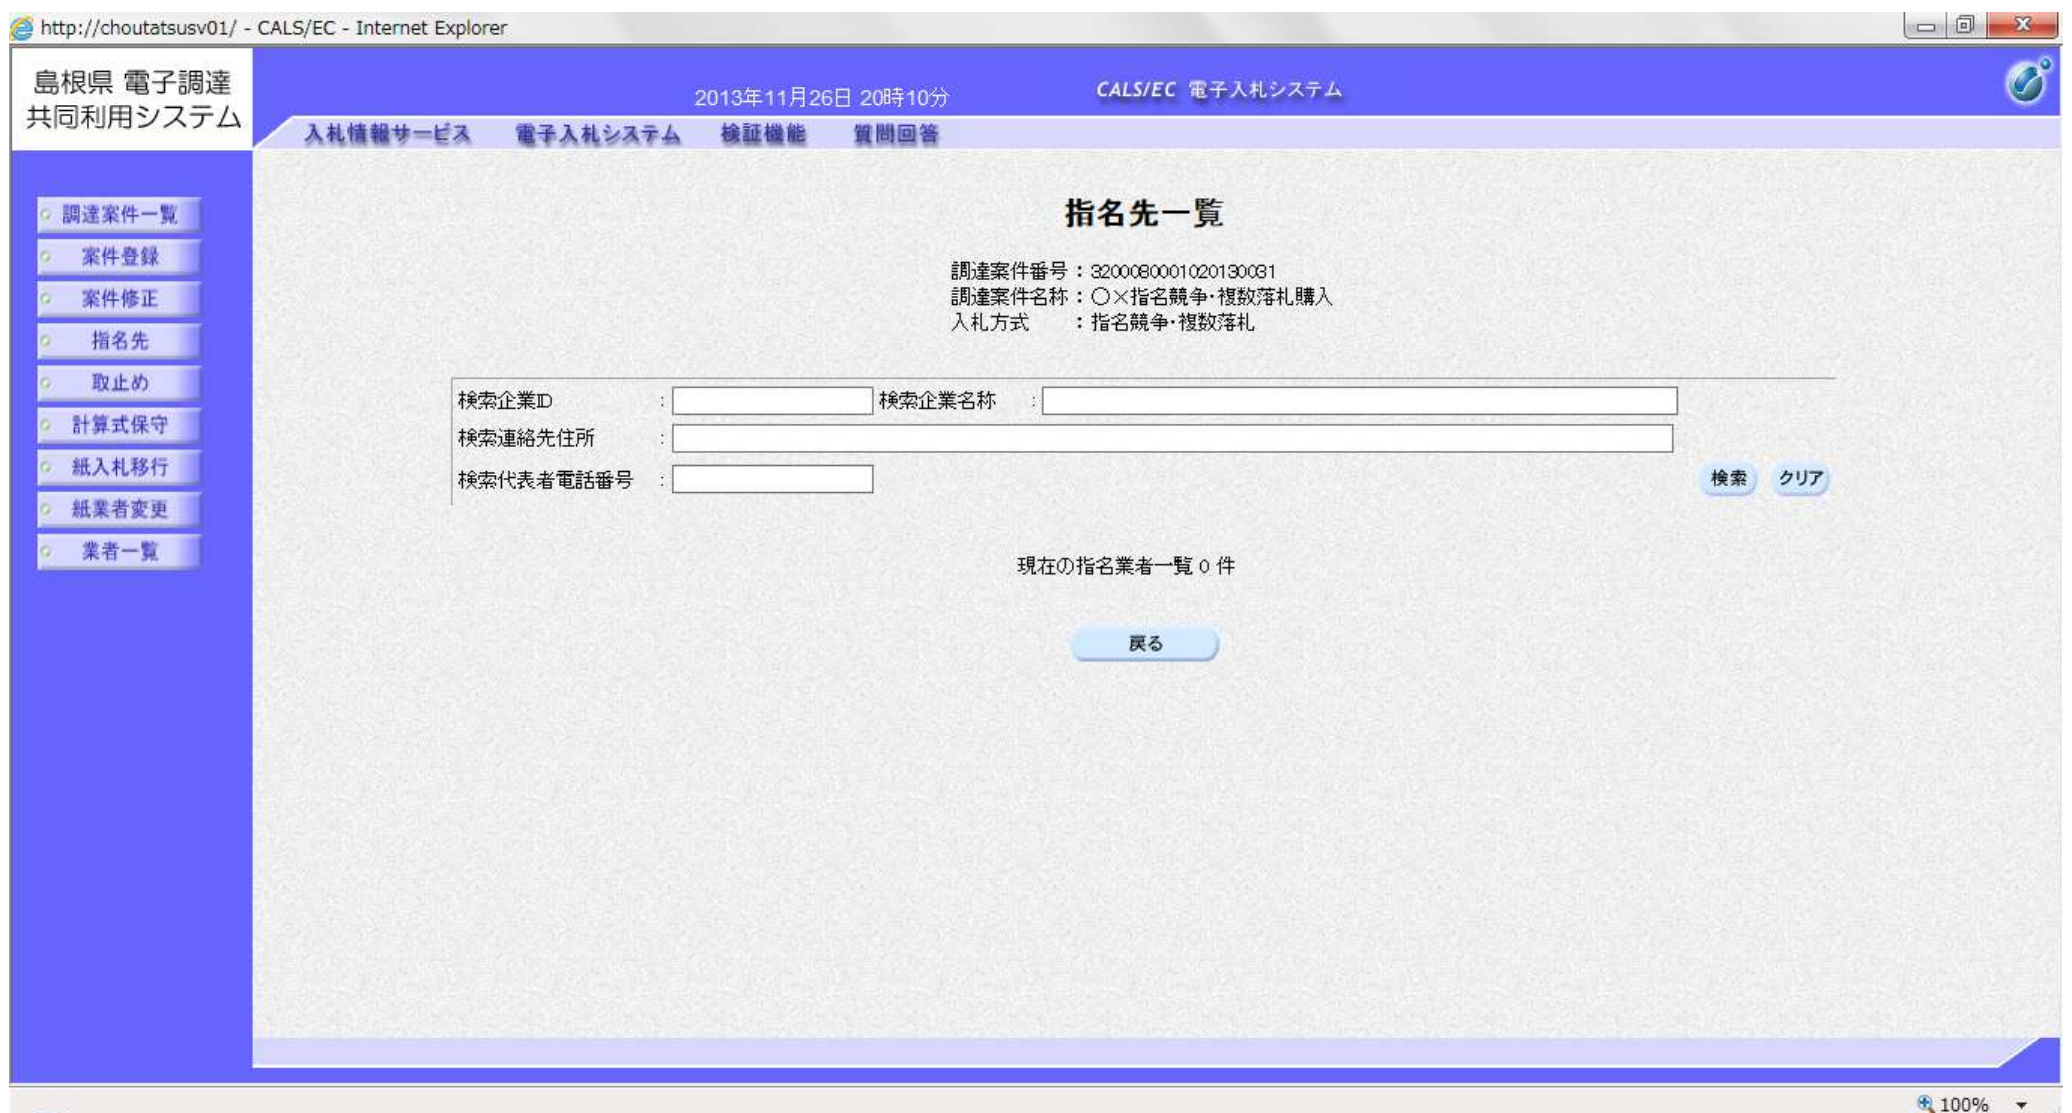 http://choutatsusv01/ - CALS/EC - Internet Explorer
島根県 電子調達
共同利用システム
2013年11月26日 20時10分
CALS/EC 電子入札システム
入札情報サービス 電子入札システム 検証機能 質問回答
調達案件一覧
案件登録
案件修正
指名先
取止め
計算式保守
紙入札移行
紙業者変更
業者一覧
指名先一覧
調達案件番号：3200080001020130031
調達案件名称：○×指名競争・複数落札購入
入札方式 ：指名競争・複数落札
検索企業ID : 検索企業名称 :
検索連絡先住所 :
検索代表者電話番号 :
検索 クリア
現在の指名業者一覧 0 件
戻る
100%